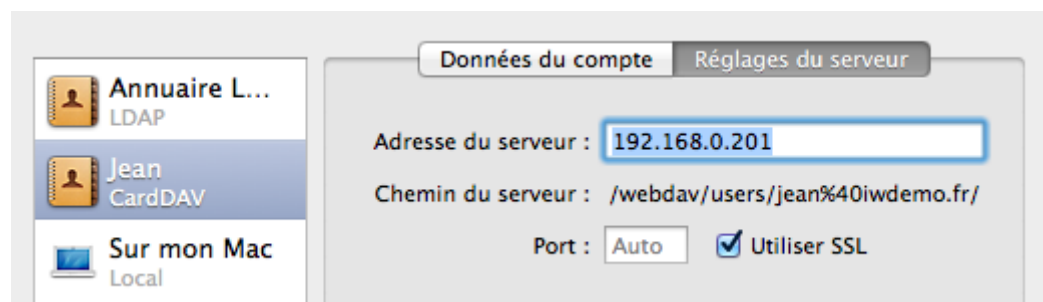 Données du compte
Réglages du serveur
Annuaire L...
LDAP
Jean
CardDAV
Sur mon Mac
Local
Adresse du serveur : 192.168.0.201
Chemin du serveur : /webdav/users/jean%40iwdemo.fr/
Port : Auto Utiliser SSL